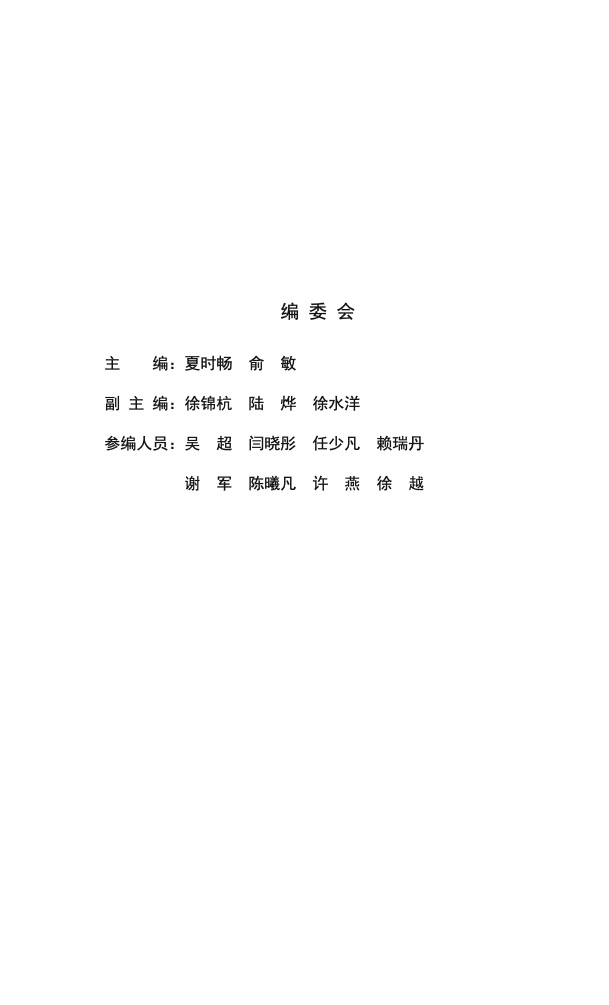 编 委 会
主　　编：夏时畅　俞　敏
副 主 编：徐锦杭　陆　烨　徐水洋
参编人员：吴　超　闫晓彤　任少凡　赖瑞丹
谢　军　陈曦凡　许　燕　徐　越